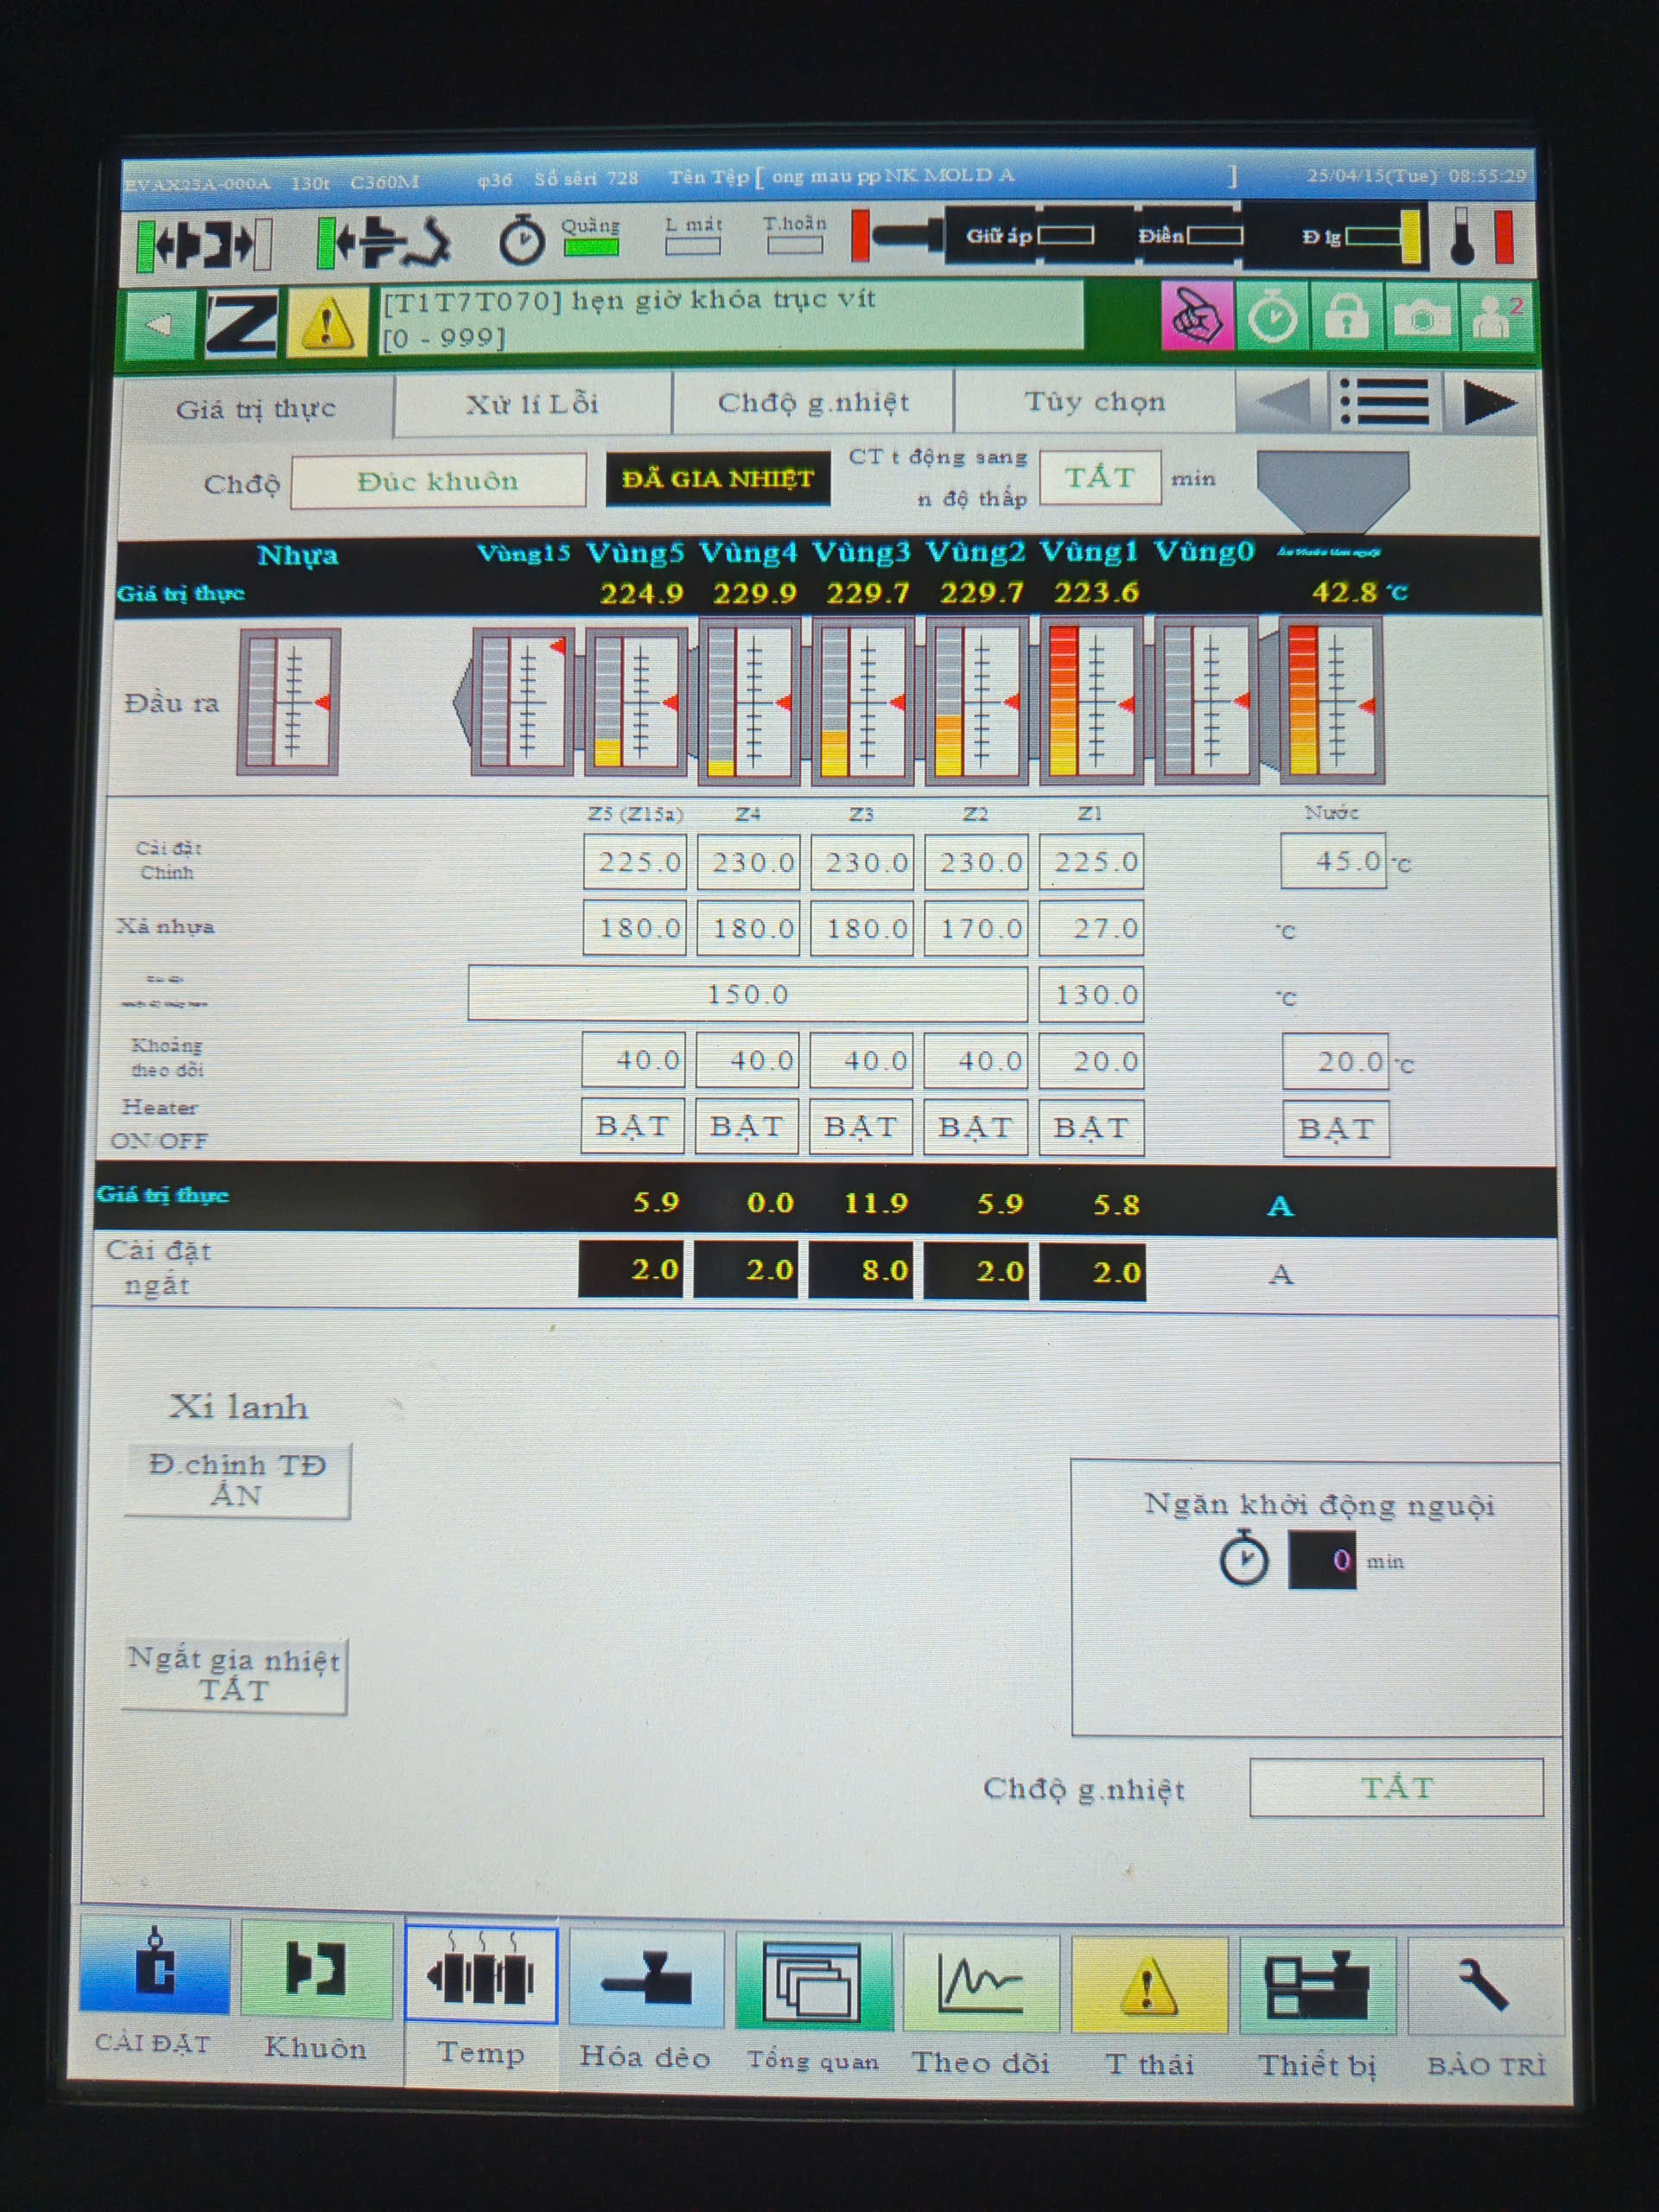 EVAX25A-000A 130t C360M φ36 Số sêri 728 Tên Tệp [ ong mau pp NK MOLD A ] 25/04/15(Tue) 08:55:29
Quãng L mát T.hoãn Giữ áp Điền Đ lg
[T1T7T070] hẹn giờ khóa trục vít
[0 - 999]
2
Giá trị thực Xử lí Lỗi Chđộ g.nhiệt Tùy chọn
Chđộ Đúc khuôn ĐÃ GIA NHIỆT CT t động sang n độ thấp TẮT min
Nhựa Vùng15 Vùng5 Vùng4 Vùng3 Vùng2 Vùng1 Vùng0
Giá trị thực 224.9 229.9 229.7 229.7 223.6 42.8 °C
Đầu ra
Z5 (Z15a) Z4 Z3 Z2 Z1 Nước
Cài đặt Chính 225.0 230.0 230.0 230.0 225.0 45.0 °C
Xả nhựa 180.0 180.0 180.0 170.0 27.0 °C
150.0 130.0 °C
Khoảng theo dõi 40.0 40.0 40.0 40.0 20.0 20.0 °C
Heater ON/OFF BẬT BẬT BẬT BẬT BẬT BẬT
Giá trị thực 5.9 0.0 11.9 5.9 5.8 A
Cài đặt ngắt 2.0 2.0 8.0 2.0 2.0 A
Xi lanh
Đ.chỉnh TĐ
ẨN
Ngăn khởi động nguội
0 min
Ngắt gia nhiệt
TẮT
Chđộ g.nhiệt TẮT
CÀI ĐẶT Khuôn Temp Hóa dẻo Tổng quan Theo dõi T thái Thiết bị BẢO TRÌ